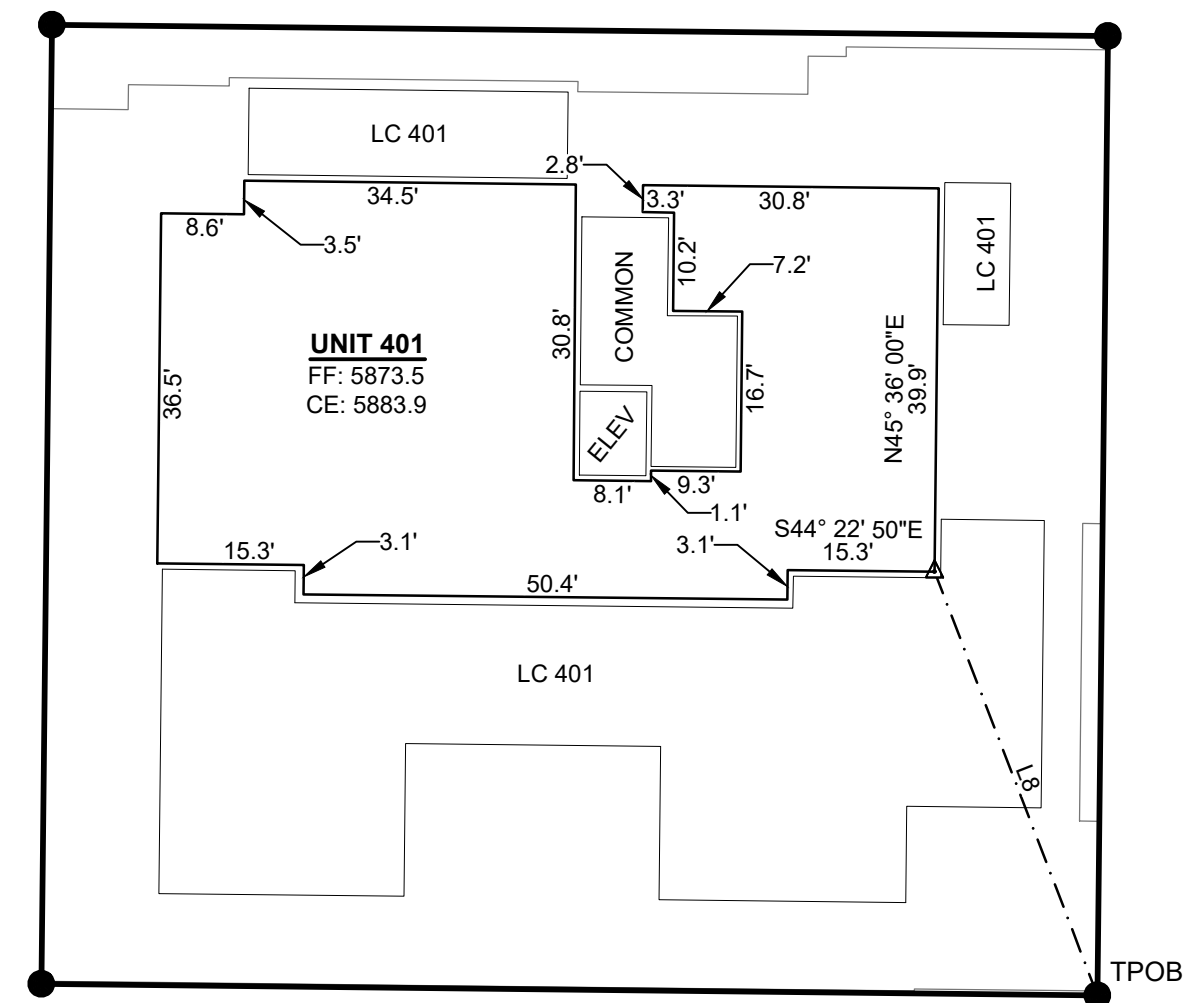 LC 401
2.8'
34.5'
3.3'
30.8'
8.6'
3.5'
10.2'
7.2'
LC 401
COMMON
UNIT 401
FF: 5873.5
CE: 5883.9
30.8'
36.5'
16.7'
N45° 36' 00"E
39.9'
ELEV
8.1'
9.3'
1.1'
S44° 22' 50"E
15.3'
3.1'
3.1'
15.3'
50.4'
LC 401
L8
TPOB